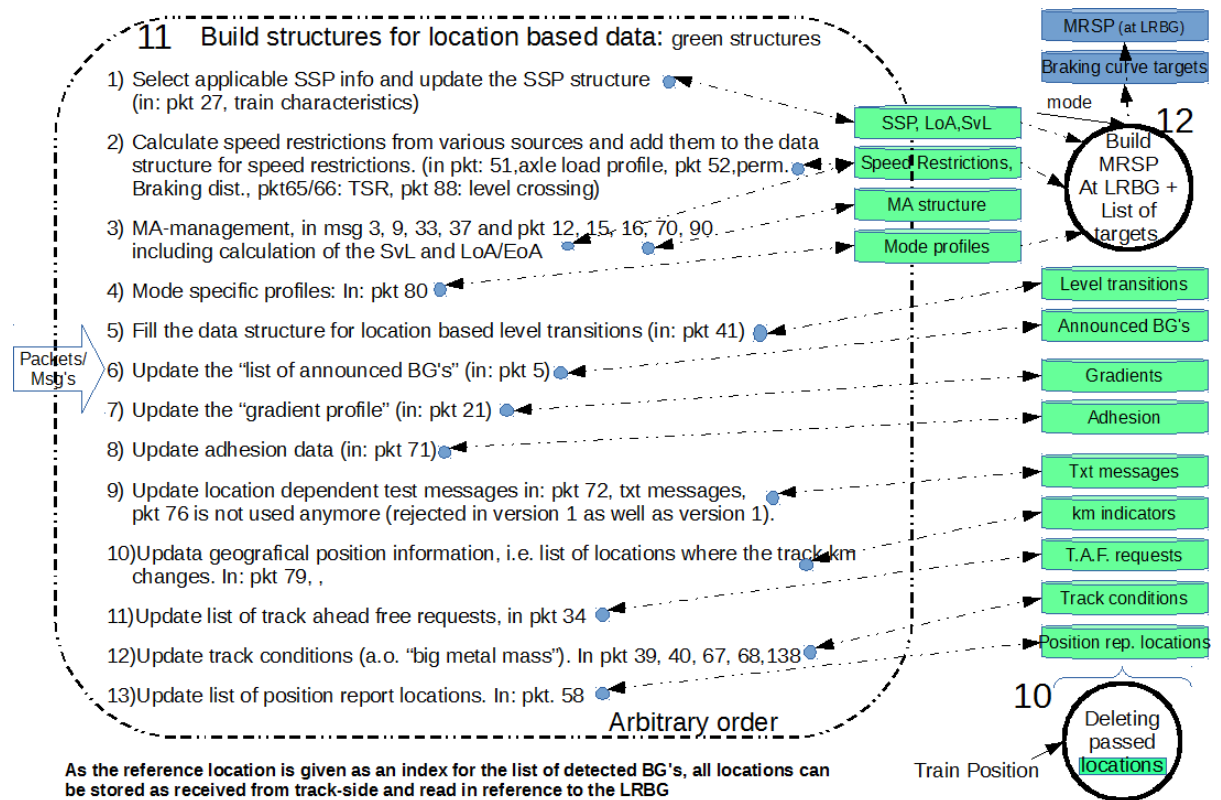 11 Build structures for location based data: green structures
1) Select applicable SSP info and update the SSP structure
(in: pkt 27, train characteristics)
2) Calculate speed restrictions from various sources and add them to the data
structure for speed restrictions. (in pkt: 51,axle load profile, pkt 52,perm.
Braking dist., pkt65/66: TSR, pkt 88: level crossing)
3) MA-management, in msg 3, 9, 33, 37 and pkt 12, 15, 16, 70, 90
including calculation of the SvL and LoA/EoA
4) Mode specific profiles: In: pkt 80
5) Fill the data structure for location based level transitions (in: pkt 41)
6) Update the “list of announced BG's” (in: pkt 5)
7) Update the “gradient profile” (in: pkt 21)
8) Update adhesion data (in: pkt 71)
9) Update location dependent test messages in: pkt 72, txt messages,
pkt 76 is not used anymore (rejected in version 1 as well as version 1).
10)Updata geografical position information, i.e. list of locations where the track km
changes. In: pkt 79, ,
11)Update list of track ahead free requests, in pkt 34
12)Update track conditions (a.o. “big metal mass”). In pkt 39, 40, 67, 68,138
13)Update list of position report locations. In: pkt. 58
Arbitrary order
Packets/
Msg's
MRSP (at LRBG)
Braking curve targets
mode
12
Build
MRSP
At LRBG +
List of
targets
SSP, LoA,SvL
Speed Restrictions,
MA structure
Mode profiles
Level transitions
Announced BG's
Gradients
Adhesion
Txt messages
km indicators
T.A.F. requests
Track conditions
Position rep. locations
10
Deleting
passed
locations
Train Position
As the reference location is given as an index for the list of detected BG's, all locations can
be stored as received from track-side and read in reference to the LRBG